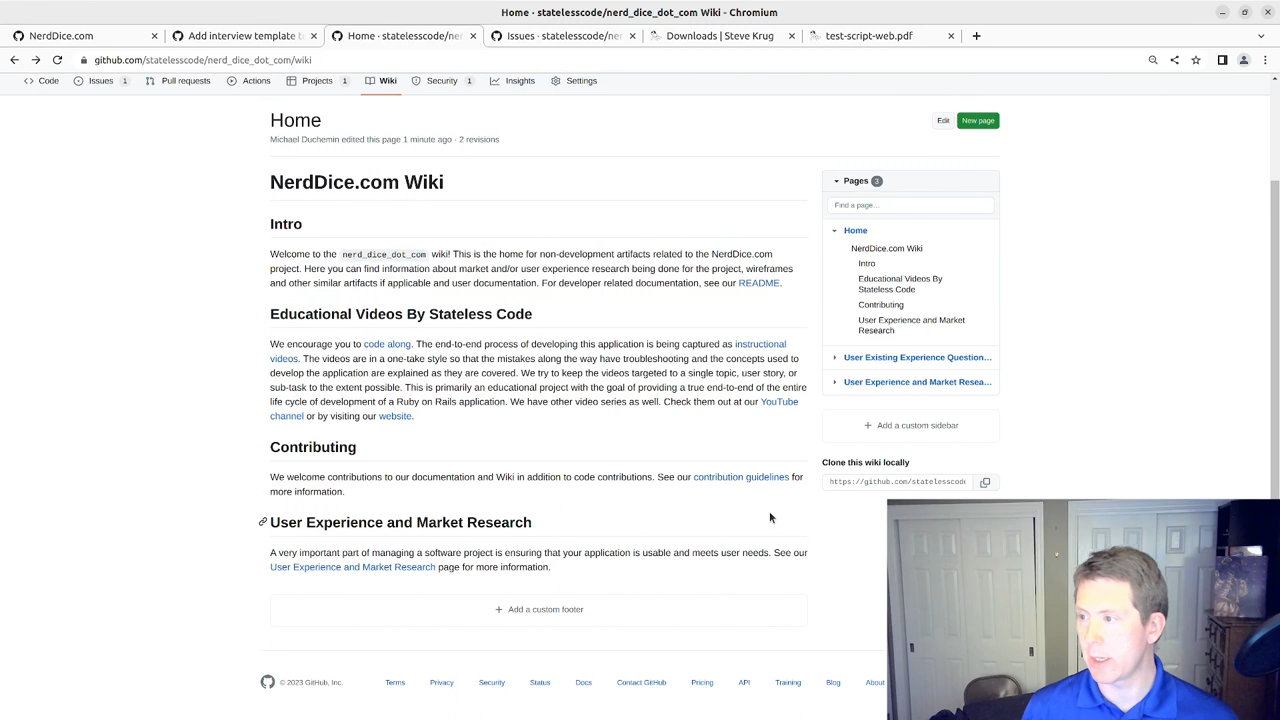 Home · statelesscode/nerd_dice_dot_com Wiki - Chromium
NerdDice.com
Add interview template t
Home · statelesscode/ner
Issues · statelesscode/ne
Downloads | Steve Krug
test-script-web.pdf
github.com/statelesscode/nerd_dice_dot_com/wiki
Code
Issues 1
Pull requests
Actions
Projects 1
Wiki
Security 1
Insights
Settings
Home
Edit
New page
Michael Duchemin edited this page 1 minute ago · 2 revisions
NerdDice.com Wiki
Intro
Welcome to the nerd_dice_dot_com wiki! This is the home for non-development artifacts related to the NerdDice.com
project. Here you can find information about market and/or user experience research being done for the project, wireframes
and other similar artifacts if applicable and user documentation. For developer related documentation, see our README.
Educational Videos By Stateless Code
We encourage you to code along. The end-to-end process of developing this application is being captured as instructional
videos. The videos are in a one-take style so that the mistakes along the way have troubleshooting and the concepts used to
develop the application are explained as they are covered. We try to keep the videos targeted to a single topic, user story, or
sub-task to the extent possible. This is primarily an educational project with the goal of providing a true end-to-end of the entire
life cycle of development of a Ruby on Rails application. We have other video series as well. Check them out at our YouTube
channel or by visiting our website.
Contributing
We welcome contributions to our documentation and Wiki in addition to code contributions. See our contribution guidelines for
more information.
User Experience and Market Research
A very important part of managing a software project is ensuring that your application is usable and meets user needs. See our
User Experience and Market Research page for more information.
Add a custom footer
Pages 3
Find a page...
Home
NerdDice.com Wiki
Intro
Educational Videos By
Stateless Code
Contributing
User Experience and Market
Research
User Existing Experience Question...
User Experience and Market Resea...
Add a custom sidebar
Clone this wiki locally
https://github.com/statelesscode
© 2023 GitHub, Inc.
Terms
Privacy
Security
Status
Docs
Contact GitHub
Pricing
API
Training
Blog
About